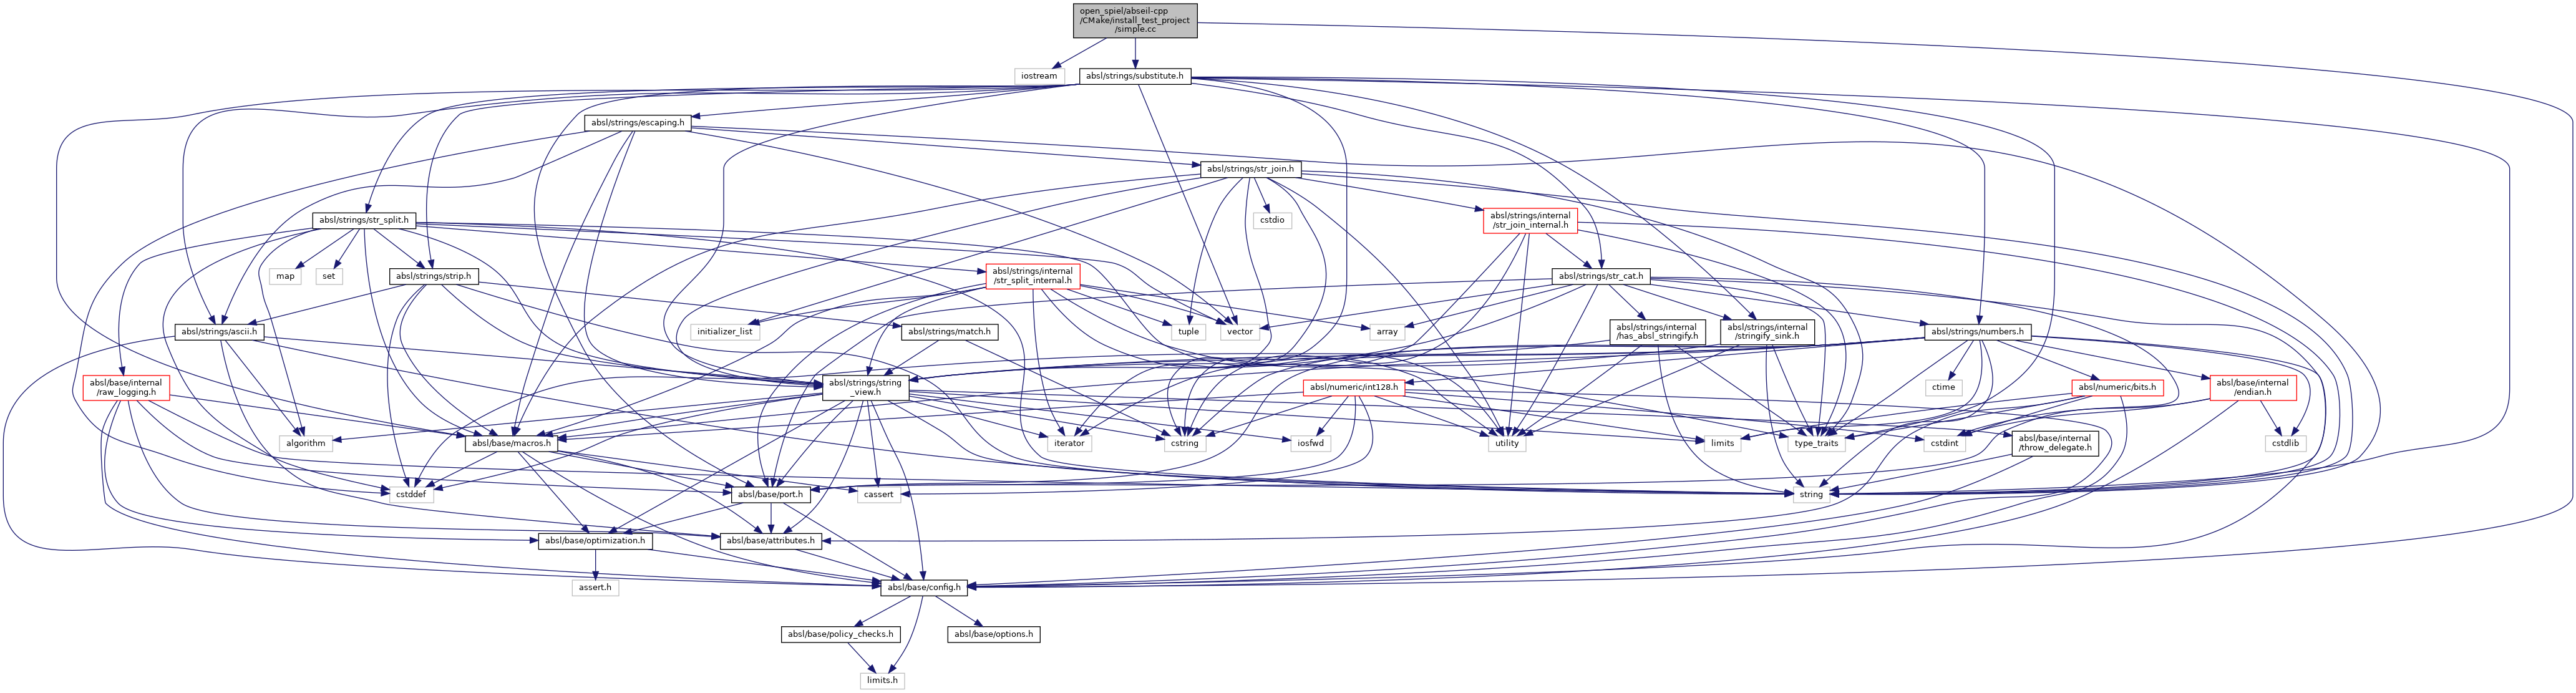 open_spiel/abseil-cpp
/CMake/install_test_project
/simple.cc
iostream
absl/strings/substitute.h
absl/strings/escaping.h
absl/strings/str_join.h
absl/strings/str_split.h
cstdio
absl/strings/internal
/str_join_internal.h
map
set
absl/strings/strip.h
absl/strings/internal
/str_split_internal.h
absl/strings/str_cat.h
absl/strings/ascii.h
initializer_list
absl/strings/match.h
tuple
vector
array
absl/strings/internal
/has_absl_stringify.h
absl/strings/internal
/stringify_sink.h
absl/strings/numbers.h
absl/base/internal
/raw_logging.h
absl/strings/string
_view.h
absl/numeric/int128.h
ctime
absl/numeric/bits.h
absl/base/internal
/endian.h
algorithm
absl/base/macros.h
iterator
cstring
iosfwd
utility
limits
type_traits
cstdint
absl/base/internal
/throw_delegate.h
cstdlib
cstddef
absl/base/port.h
cassert
string
absl/base/optimization.h
absl/base/attributes.h
assert.h
absl/base/config.h
absl/base/policy_checks.h
absl/base/options.h
limits.h